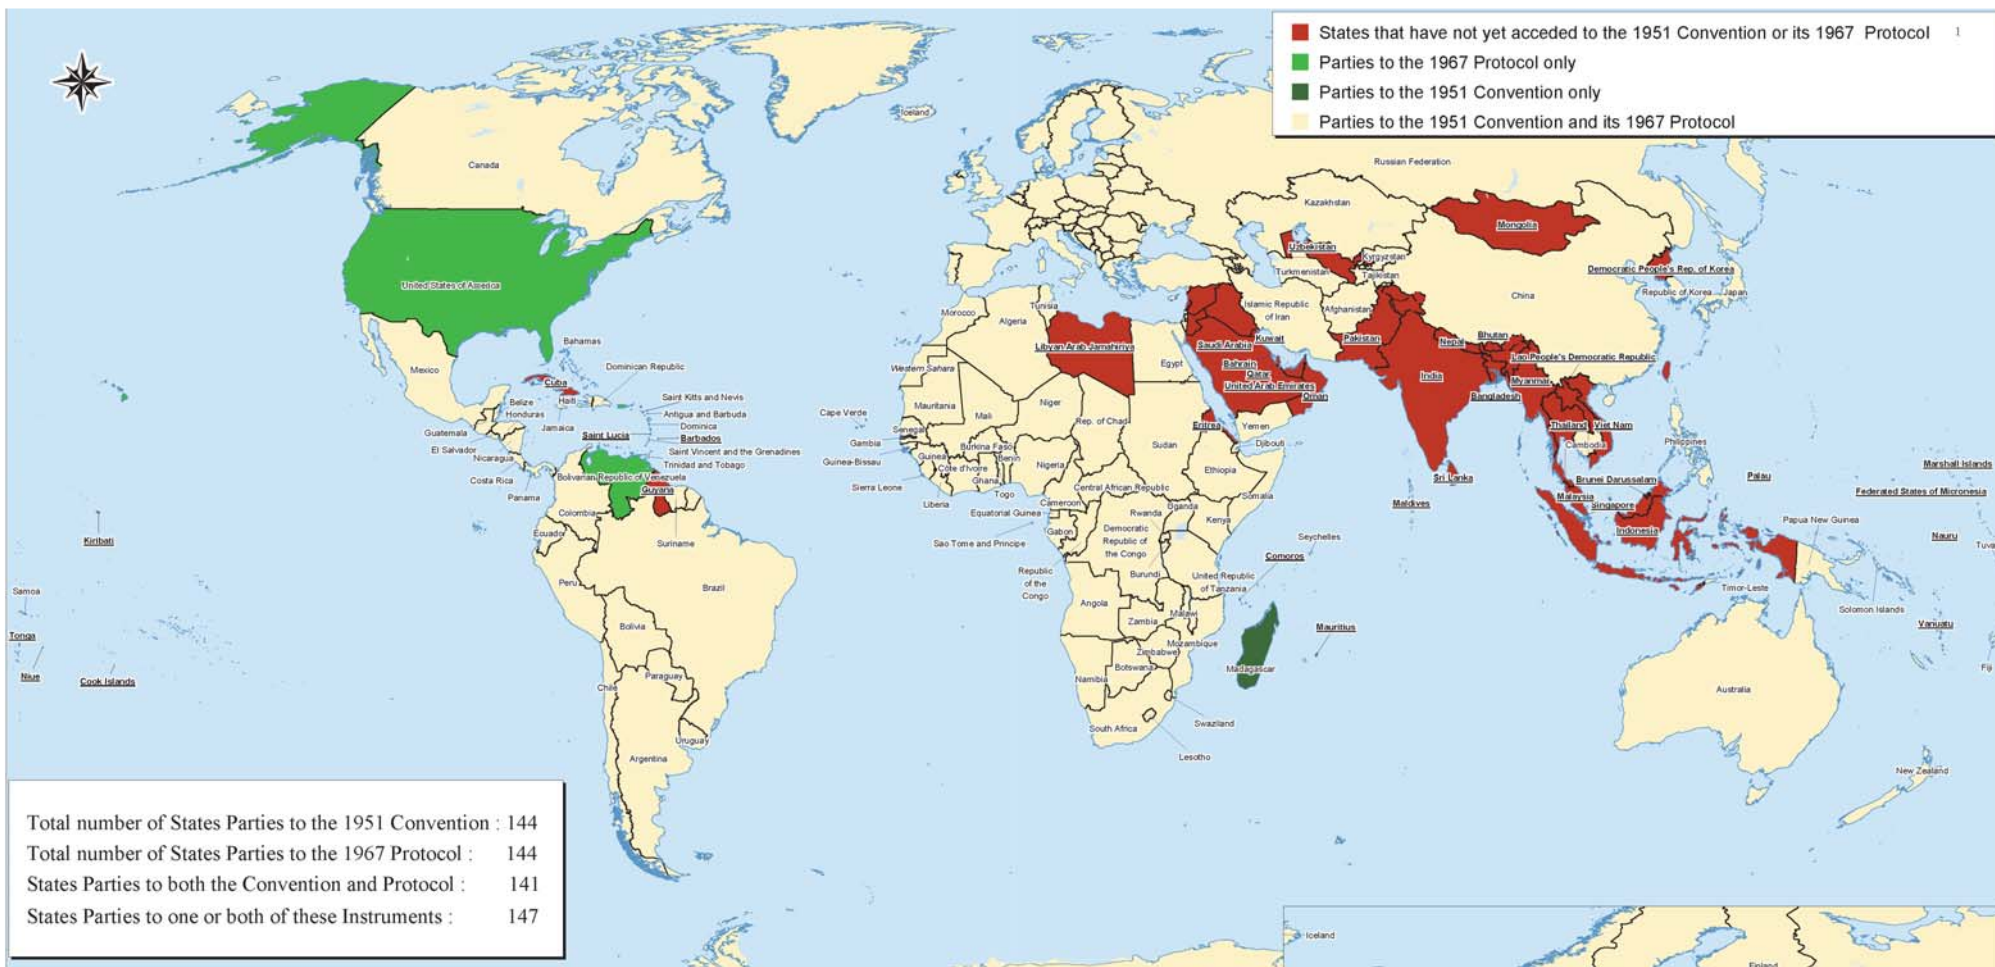 States that have not yet acceded to the 1951 Convention or its 1967 Protocol 1
Parties to the 1967 Protocol only
Parties to the 1951 Convention only
Parties to the 1951 Convention and its 1967 Protocol
Iceland
Canada
Russian Federation
Kazakhstan
Mongolia
Uzbekistan
Kyrgyzstan
Turkmenistan
Tajikistan
Democratic People's Rep. of Korea
Republic of Korea
Japan
China
United States of America
Islamic Republic
of Iran
Afghanistan
Tunisia
Morocco
Algeria
Libyan Arab Jamahiriya
Egypt
Saudi Arabia
Kuwait
Bahrain
Qatar
United Arab Emirates
Oman
Pakistan
Nepal
Bhutan
India
Lao People's Democratic Republic
Myanmar
Bangladesh
Thailand
Viet Nam
Cambodia
Philippines
Bahamas
Mexico
Cuba
Dominican Republic
Haiti
Belize
Honduras
Jamaica
Guatemala
El Salvador
Nicaragua
Costa Rica
Panama
Saint Kitts and Nevis
Antigua and Barbuda
Dominica
Saint Lucia
Barbados
Saint Vincent and the Grenadines
Trinidad and Tobago
Bolivarian Republic of Venezuela
Guyana
Colombia
Suriname
Ecuador
Peru
Brazil
Bolivia
Paraguay
Chile
Uruguay
Argentina
Western Sahara
Mauritania
Mali
Niger
Rep. of Chad
Sudan
Eritrea
Yemen
Djibouti
Cape Verde
Senegal
Gambia
Guinea-Bissau
Guinea
Sierra Leone
Liberia
Burkina Faso
Côte d'Ivoire
Ghana
Togo
Benin
Nigeria
Central African Republic
Cameroon
Equatorial Guinea
Gabon
Sao Tome and Principe
Republic
of the
Congo
Democratic
Republic of
the Congo
Ethiopia
Somalia
Uganda
Rwanda
Kenya
Burundi
United Republic
of Tanzania
Seychelles
Comoros
Angola
Zambia
Malawi
Mozambique
Zimbabwe
Botswana
Namibia
Madagascar
Mauritius
South Africa
Swaziland
Lesotho
Sri Lanka
Maldives
Brunei Darussalam
Malaysia
Singapore
Indonesia
Palau
Marshall Islands
Federated States of Micronesia
Papua New Guinea
Nauru
Tuva
Timor-Leste
Solomon Islands
Vanuatu
Fiji
Australia
New Zealand
Kiribati
Samoa
Tonga
Niue
Cook Islands
Total number of States Parties to the 1951 Convention : 144
Total number of States Parties to the 1967 Protocol : 144
States Parties to both the Convention and Protocol : 141
States Parties to one or both of these Instruments : 147
Iceland
Finland